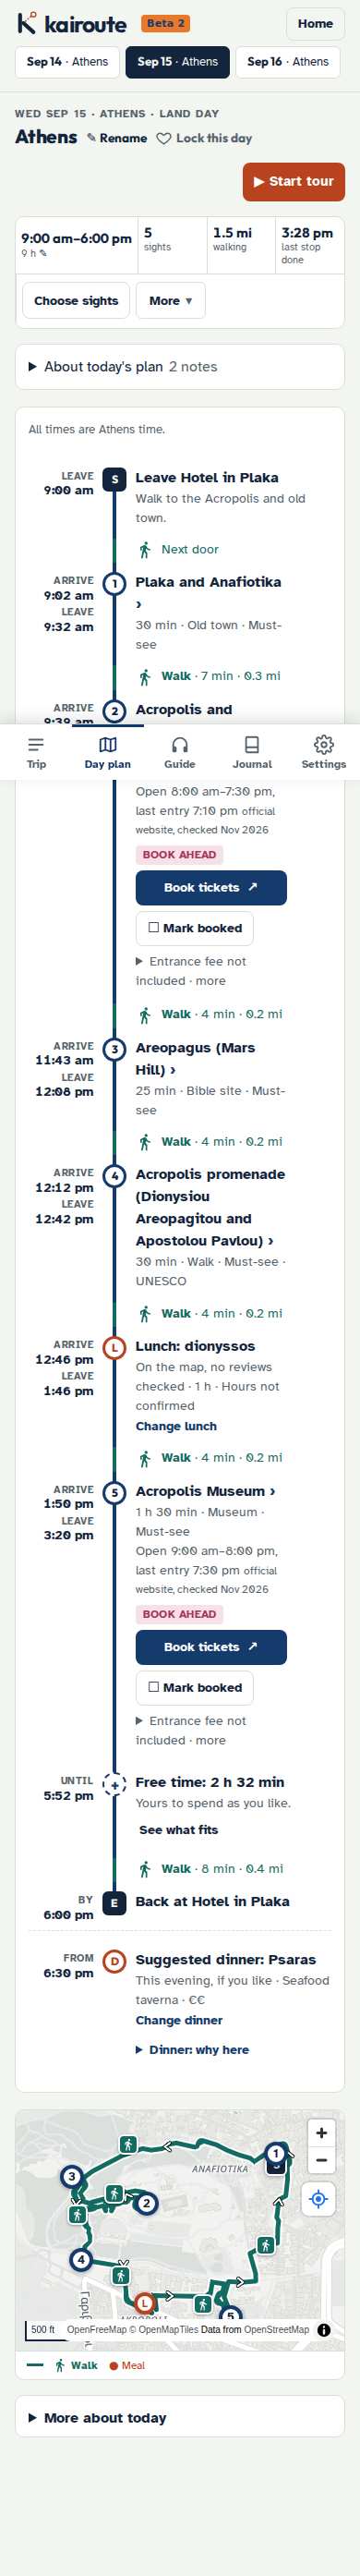 kairoute
Beta 2
Home
Sep 14 · Athens
Sep 15 · Athens
Sep 16 · Athens
WED SEP 15 · ATHENS · LAND DAY
Athens ✎ Rename ♡ Lock this day
▶ Start tour
9:00 am–6:00 pm
9 h ✎
5
sights
1.5 mi
walking
3:28 pm
last stop
done
Choose sights
More ▾
▶ About today's plan 2 notes
All times are Athens time.
LEAVE
9:00 am
S
Leave Hotel in Plaka
Walk to the Acropolis and old
town.
Next door
ARRIVE
9:02 am
LEAVE
9:32 am
1
Plaka and Anafiotika
›
30 min · Old town · Must-
see
Walk · 7 min · 0.3 mi
ARRIVE
9:39 am
2
Acropolis and
Trip
Day plan
Guide
Journal
Settings
Open 8:00 am–7:30 pm,
last entry 7:10 pm official
website, checked Nov 2026
BOOK AHEAD
Book tickets ↗
☐ Mark booked
▶ Entrance fee not
included · more
Walk · 4 min · 0.2 mi
ARRIVE
11:43 am
LEAVE
12:08 pm
3
Areopagus (Mars
Hill) ›
25 min · Bible site · Must-
see
Walk · 4 min · 0.2 mi
ARRIVE
12:12 pm
LEAVE
12:42 pm
4
Acropolis promenade
(Dionysiou
Areopagitou and
Apostolou Pavlou) ›
30 min · Walk · Must-see ·
UNESCO
Walk · 4 min · 0.2 mi
ARRIVE
12:46 pm
LEAVE
1:46 pm
L
Lunch: dionyssos
On the map, no reviews
checked · 1 h · Hours not
confirmed
Change lunch
Walk · 4 min · 0.2 mi
ARRIVE
1:50 pm
LEAVE
3:20 pm
5
Acropolis Museum ›
1 h 30 min · Museum ·
Must-see
Open 9:00 am–8:00 pm,
last entry 7:30 pm official
website, checked Nov 2026
BOOK AHEAD
Book tickets ↗
☐ Mark booked
▶ Entrance fee not
included · more
UNTIL
5:52 pm
+
Free time: 2 h 32 min
Yours to spend as you like.
See what fits
Walk · 8 min · 0.4 mi
BY
6:00 pm
E
Back at Hotel in Plaka
FROM
6:30 pm
D
Suggested dinner: Psaras
This evening, if you like · Seafood
taverna · €€
Change dinner
▶ Dinner: why here
ANAFIOTIKA
1
3
2
4
L
5
+
−
500 ft
OpenFreeMap © OpenMapTiles Data from OpenStreetMap
Walk
Meal
▶ More about today